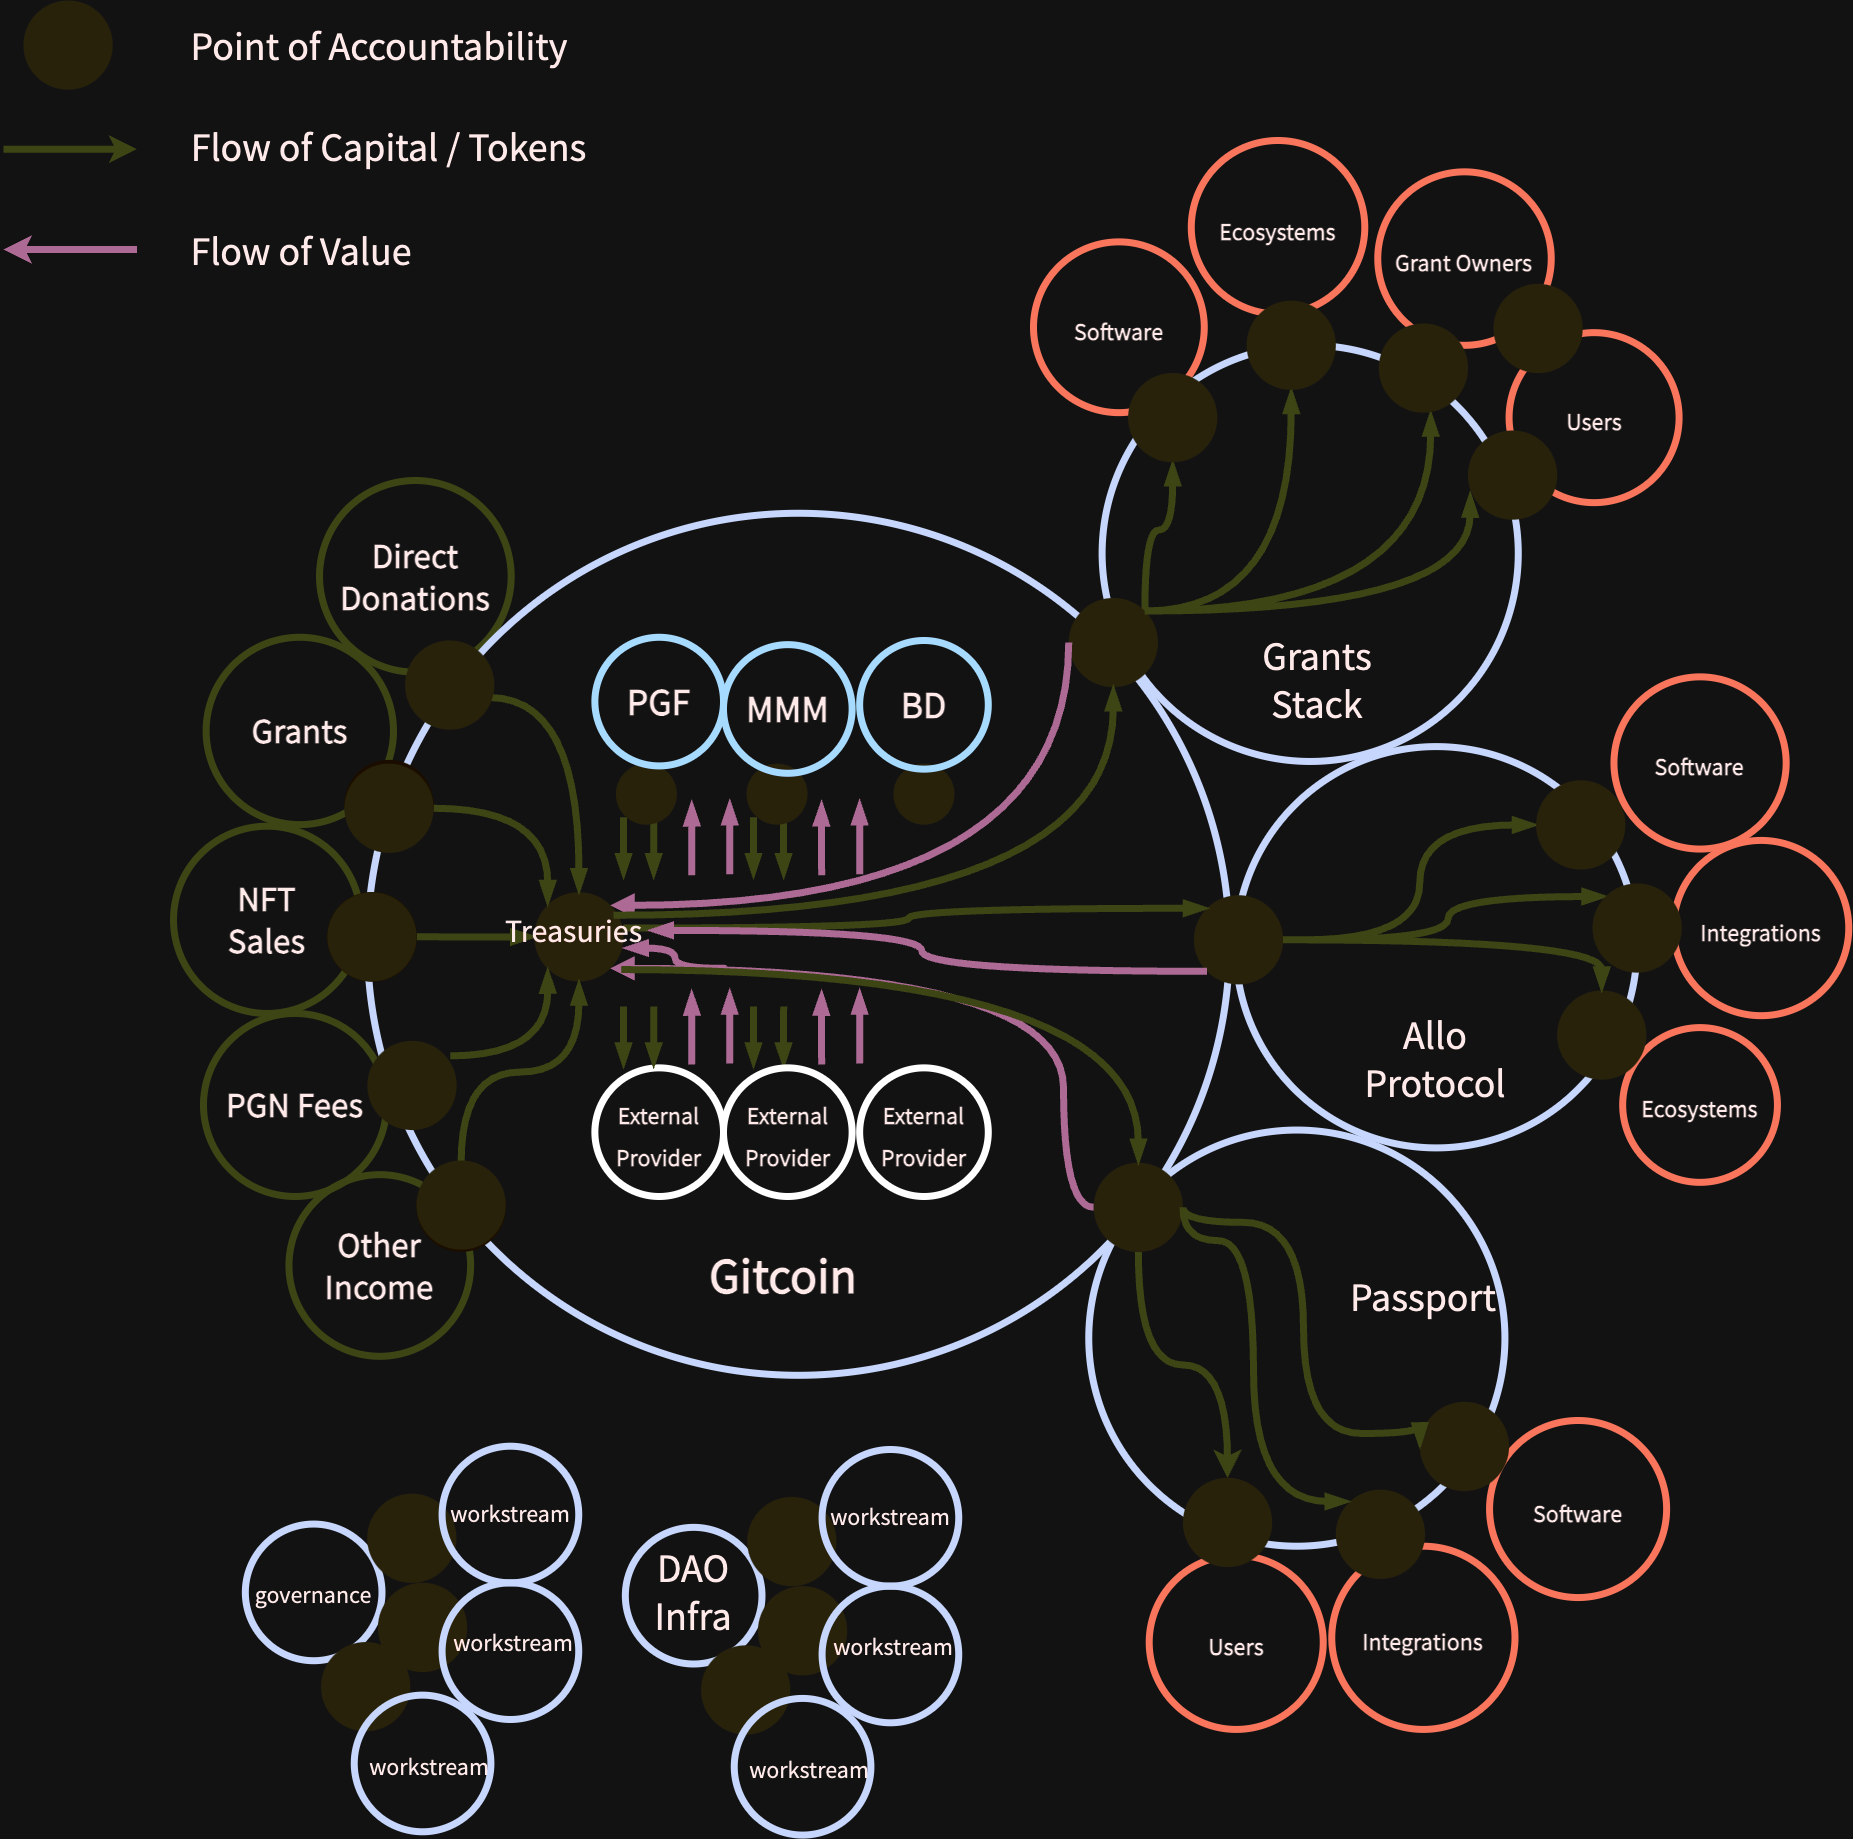 Point of Accountability
Flow of Capital / Tokens
Flow of Value
Ecosystems
Grant Owners
Software
Users
Direct
Donations
Grants
Stack
PGF
MMM
BD
Grants
NFT
Sales
Treasuries
Software
Integrations
Allo
Protocol
Ecosystems
PGN Fees
External
Provider
External
Provider
External
Provider
Other
Income
Gitcoin
Passport
governance
workstream
workstream
workstream
DAO
Infra
workstream
workstream
workstream
Software
Users
Integrations